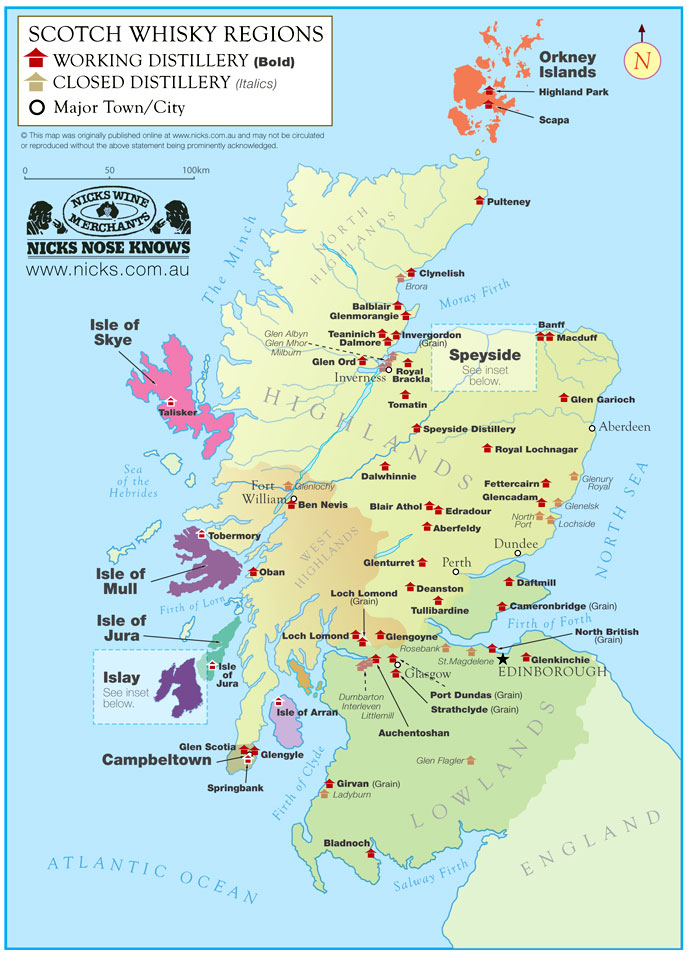 SCOTCH WHISKY REGIONS
WORKING DISTILLERY (Bold)
CLOSED DISTILLERY (Italics)
Major Town/City
© This map was originally published online at www.nicks.com.au and may not be circulated
or reproduced without the above statement being prominently acknowledged.
0 50 100km
NICKS WINE
MERCHANTS
NICKS NOSE KNOWS
www.nicks.com.au
N
Orkney
Islands
Highland Park
Scapa
Pulteney
NORTH
HIGHLANDS
The Minch
Clynelish
Brora
Moray Firth
Balblair
Glenmorangie
Teaninich
Dalmore
Invergordon
(Grain)
Glen Albyn
Glen Mhor
Milburn
Glen Ord
Inverness
Royal
Brackla
Tomatin
Speyside
See inset
below.
Banff
Macduff
Isle of
Skye
Talisker
Glen Garioch
Aberdeen
HIGHLANDS
Speyside Distillery
Royal Lochnagar
Sea of
the Hebrides
Dalwhinnie
Fettercairn
Glenury
Royal
Glencadam
Glenelsk
North
Port
Lochside
NORTH SEA
Fort
William
Glenlochy
Ben Nevis
Blair Athol
Edradour
Aberfeldy
WEST
HIGHLANDS
Tobermory
Isle of
Mull
Oban
Dundee
Glenturret
Perth
Deanston
Tullibardine
Daftmill
Cameronbridge (Grain)
Firth of Lorn
Isle of
Jura
Loch Lomond
(Grain)
Firth of Forth
Loch Lomond
Glengoyne
Rosebank
St.Magdelene
North British
(Grain)
Glenkinchie
EDINBOROUGH
Islay
See inset
below.
Isle
of
Jura
Glasgow
Dumbarton
Interleven
Littlemill
Port Dundas (Grain)
Strathclyde (Grain)
Auchentoshan
Isle of Arran
Glen Scotia
Campbeltown
Glengyle
Springbank
Firth of Clyde
Glen Flagler
LOWLANDS
Girvan (Grain)
Ladyburn
Bladnoch
Salway Firth
ENGLAND
ATLANTIC OCEAN